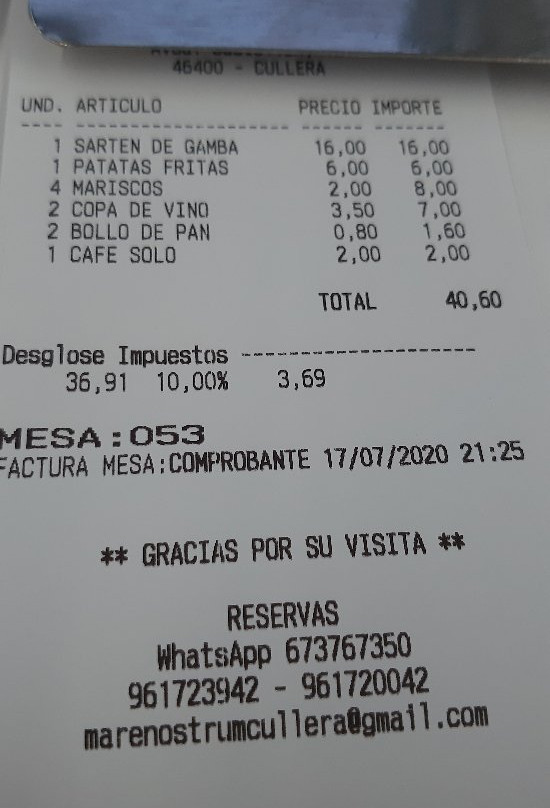 46400 - CULLERA
UND. ARTICULO PRECIO IMPORTE
1 SARTEN DE GAMBA 16,00 16,00
1 PATATAS FRITAS 6,00 6,00
4 MARISCOS 2,00 8,00
2 COPA DE VINO 3,50 7,00
2 BOLLO DE PAN 0,80 1,60
1 CAFE SOLO 2,00 2,00
TOTAL 40,60
Desglose Impuestos --------------------
36,91 10,00% 3,69
MESA:053
FACTURA MESA:COMPROBANTE 17/07/2020 21:25
** GRACIAS POR SU VISITA **
RESERVAS
WhatsApp 673767350
961723942 - 961720042
marenostrumcullera@gmail.com